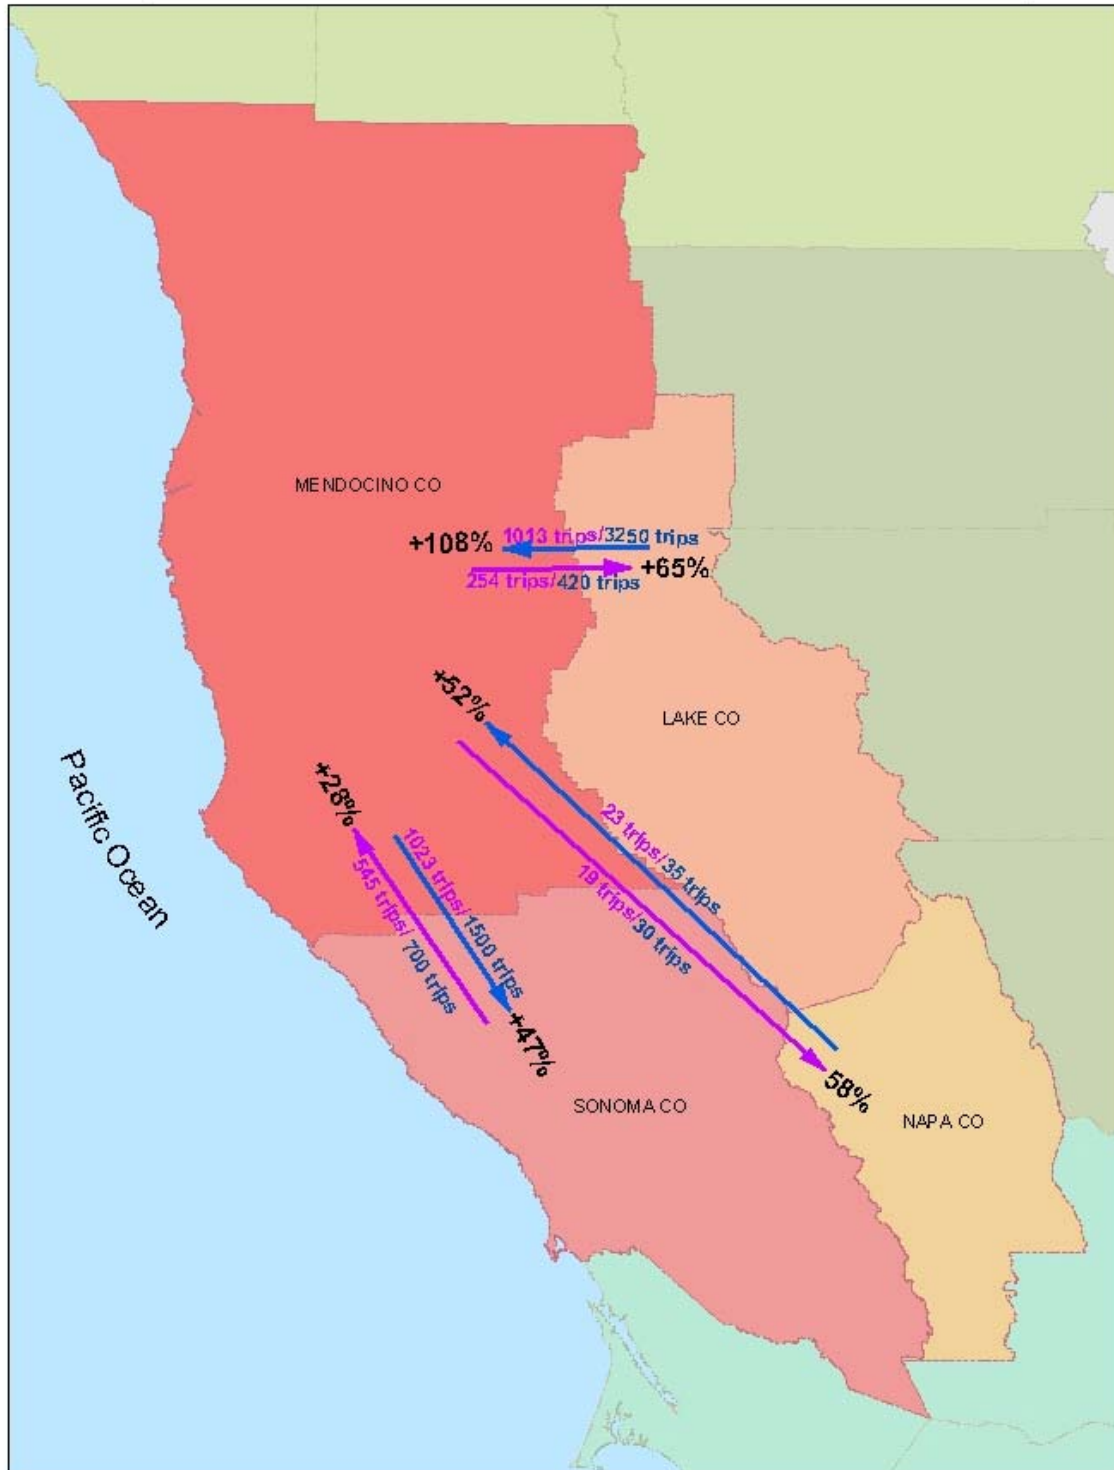 MENDOCINO CO
1013 trips/3250 trips
+108%
+65%
254 trips/420 trips
+52%
LAKE CO
23 trips/35 trips
19 trips/30 trips
58%
+28%
1023 trips/1500 trips
545 trips/ 700 trips
+47%
Pacific Ocean
SONOMA CO
NAPA CO